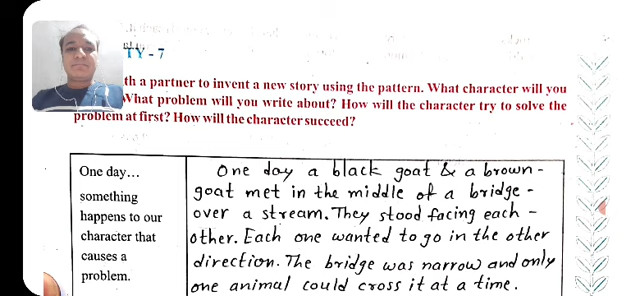 TY - 7
th a partner to invent a new story using the pattern. What character will you
What problem will you write about? How will the character try to solve the
problem at first? How will the character succeed?
One day...
something
happens to our
character that
causes a
problem.
One day a black goat & a brown-
goat met in the middle of a bridge-
over a stream. They stood facing each -
other. Each one wanted to go in the other
direction. The bridge was narrow and only
one animal could cross it at a time.